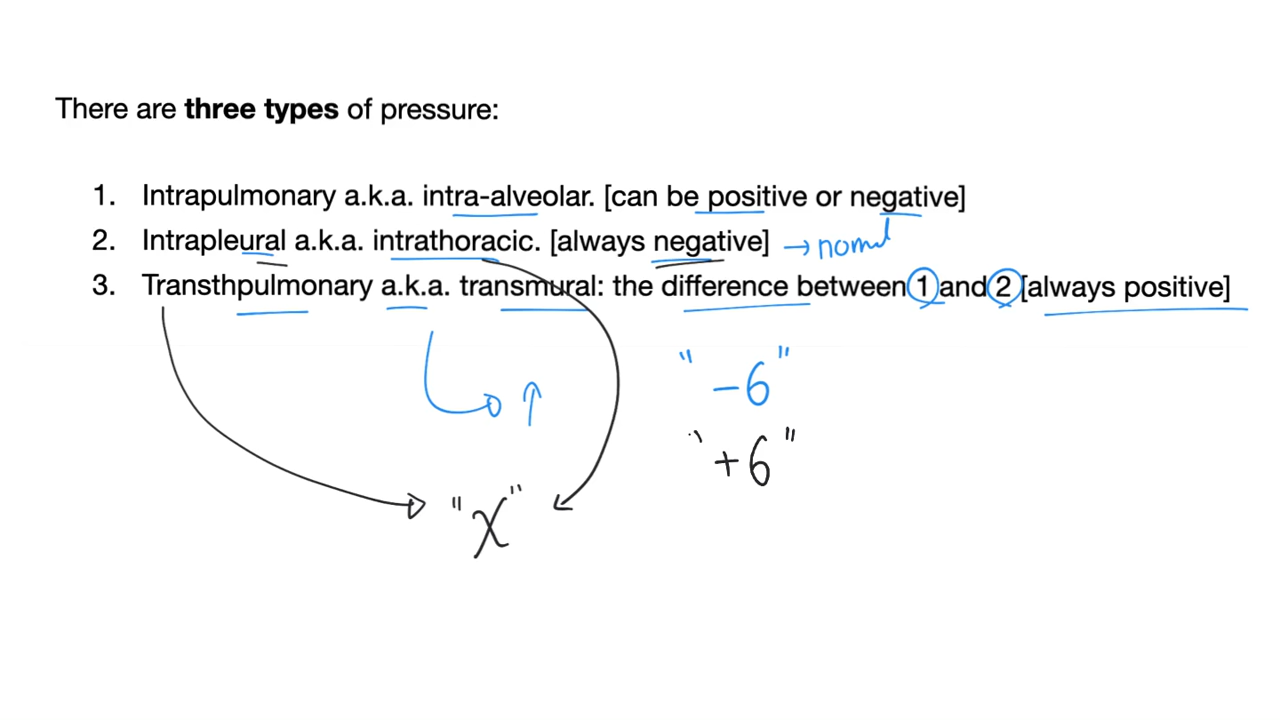 There are three types of pressure:
1. Intrapulmonary a.k.a. intra-alveolar. [can be positive or negative]
2. Intrapleural a.k.a. intrathoracic. [always negative] → normal
3. Transthpulmonary a.k.a. transmural: the difference between 1 and 2 [always positive]
"-6"
↑
"+6"
"X"